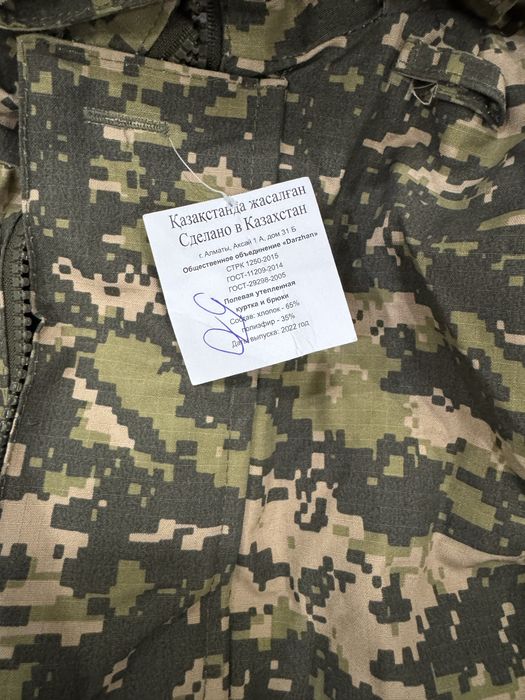 Қазақстанда жасалған
Сделано в Казахстан
г. Алматы, Аксай 1 А, дом 31 Б
Общественное объединение «Darzhan»
СТРК 1250-2015
ГОСТ-11209-2014
ГОСТ-29298-2005
Полевая утепленная
куртка и брюки
Состав: хлопок - 65%
полиэфир - 35%
Дата выпуска: 2022 год